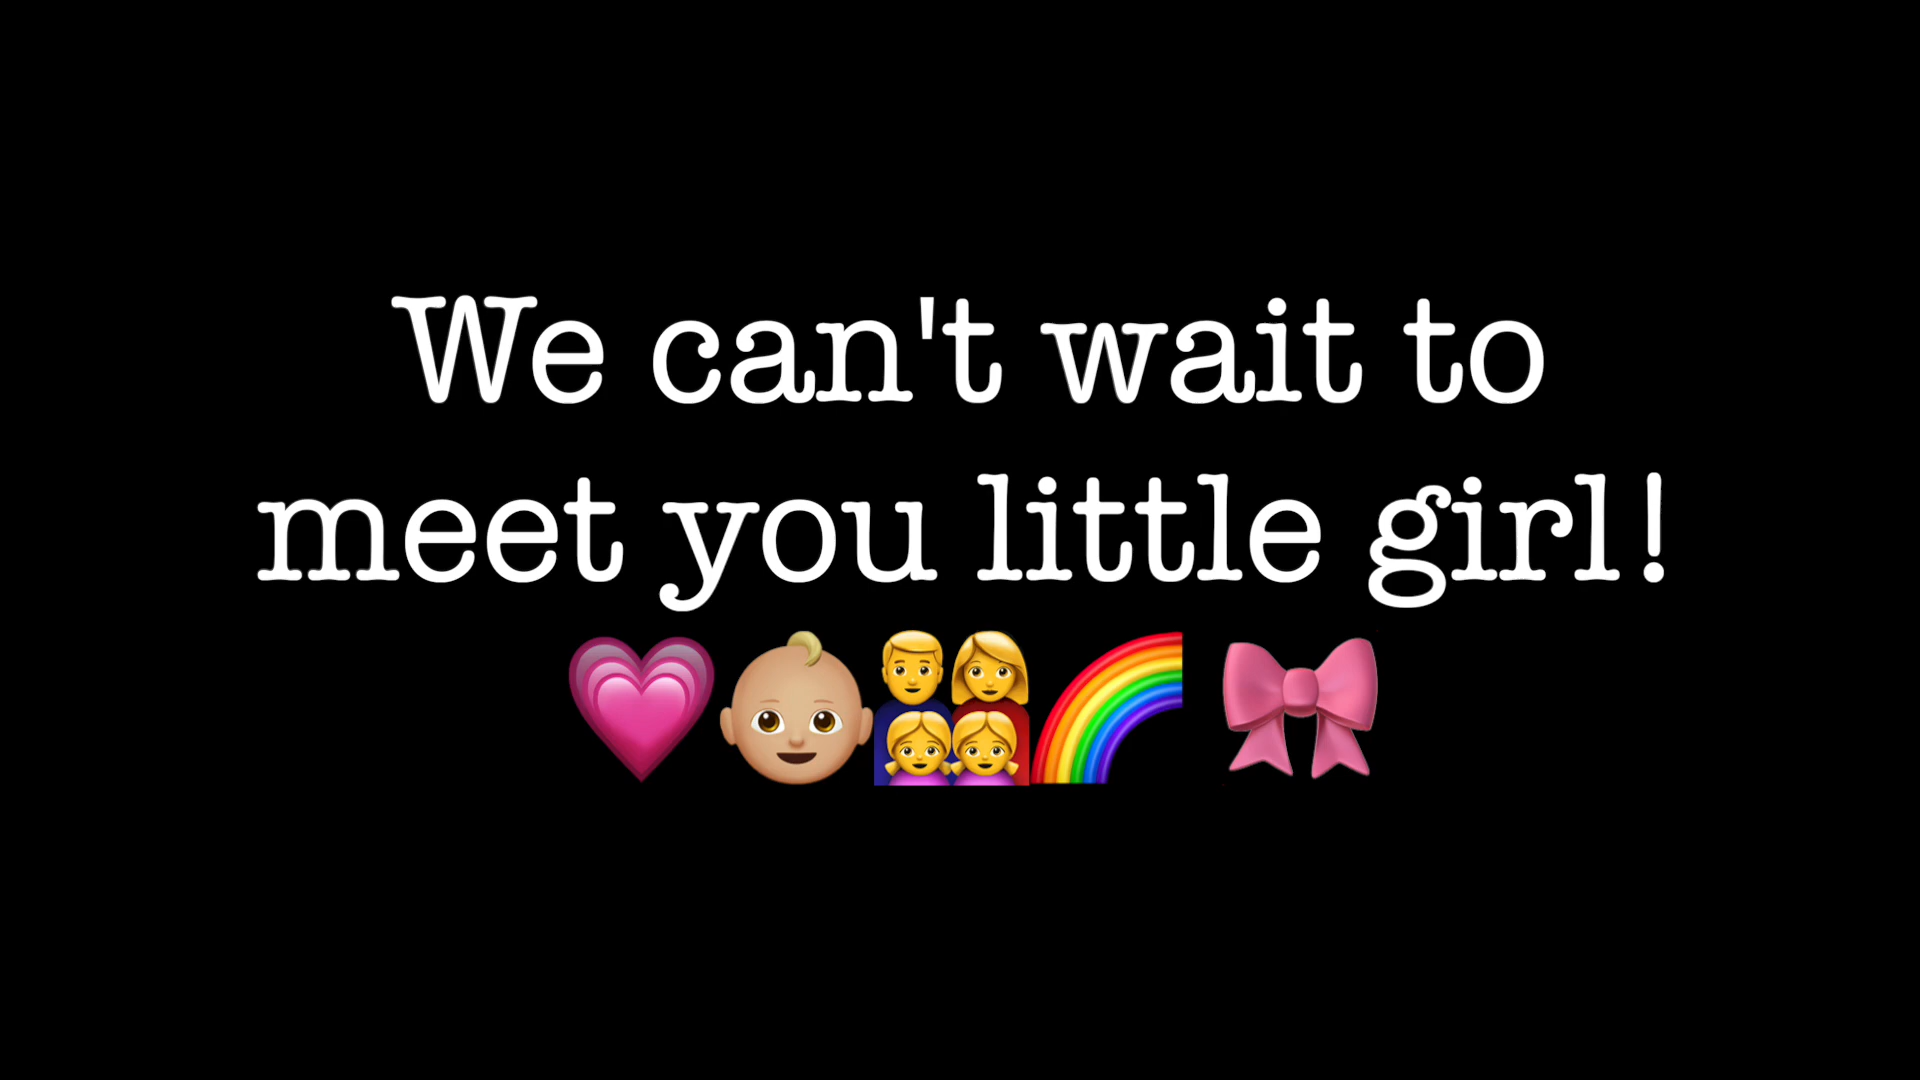 We can't wait to
meet you little girl!
💗👶🏼👨‍👩‍👧‍👧🌈 🎀